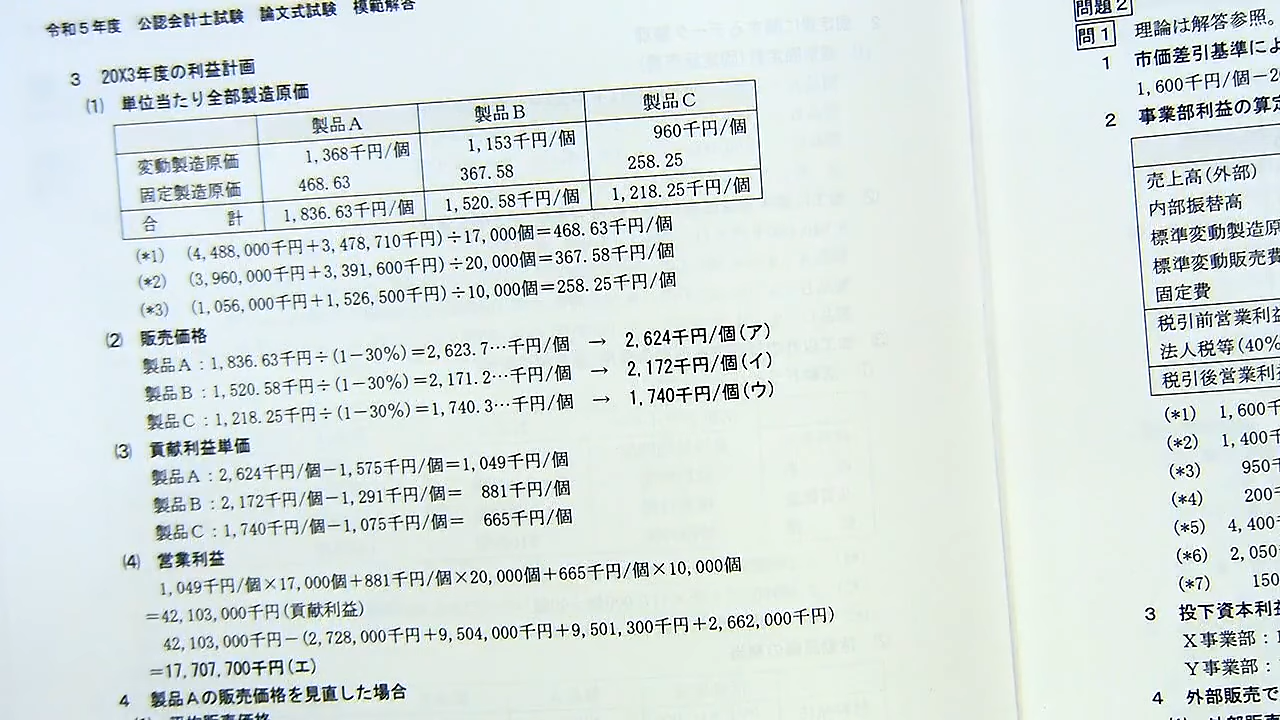 令和５年度 公認会計士試験 論文式試験 模範解答
３ 20X3年度の利益計画
⑴ 単位当たり全部製造原価
製品Ａ 製品Ｂ 製品Ｃ
変動製造原価 1,368千円/個 1,153千円/個 960千円/個
固定製造原価 468.63 367.58 258.25
合 計 1,836.63千円/個 1,520.58千円/個 1,218.25千円/個
(*1) (4,488,000千円＋3,478,710千円)÷17,000個＝468.63千円/個
(*2) (3,960,000千円＋3,391,600千円)÷20,000個＝367.58千円/個
(*3) (1,056,000千円＋1,526,500千円)÷10,000個＝258.25千円/個
⑵ 販売価格
製品Ａ：1,836.63千円÷(1－30%)＝2,623.7…千円/個 → 2,624千円/個(ア)
製品Ｂ：1,520.58千円÷(1－30%)＝2,171.2…千円/個 → 2,172千円/個(イ)
製品Ｃ：1,218.25千円÷(1－30%)＝1,740.3…千円/個 → 1,740千円/個(ウ)
⑶ 貢献利益単価
製品Ａ：2,624千円/個－1,575千円/個＝1,049千円/個
製品Ｂ：2,172千円/個－1,291千円/個＝ 881千円/個
製品Ｃ：1,740千円/個－1,075千円/個＝ 665千円/個
⑷ 営業利益
1,049千円/個×17,000個＋881千円/個×20,000個＋665千円/個×10,000個
＝42,103,000千円(貢献利益)
42,103,000千円－(2,728,000千円＋9,504,000千円＋9,501,300千円＋2,662,000千円)
＝17,707,700千円(エ)
４ 製品Ａの販売価格を見直した場合
問題２
問１ 理論は解答参照。
１ 市価差引基準によ
1,600千円/個－2
２ 事業部利益の算定
売上高(外部)
内部振替高
標準変動製造原
標準変動販売費
固定費
税引前営業利益
法人税等(40%
税引後営業利益
(*1) 1,600千
(*2) 1,400千
(*3) 950千
(*4) 200千
(*5) 4,400
(*6) 2,050
(*7) 150
３ 投下資本利益
Ｘ事業部：
Ｙ事業部：
４ 外部販売で